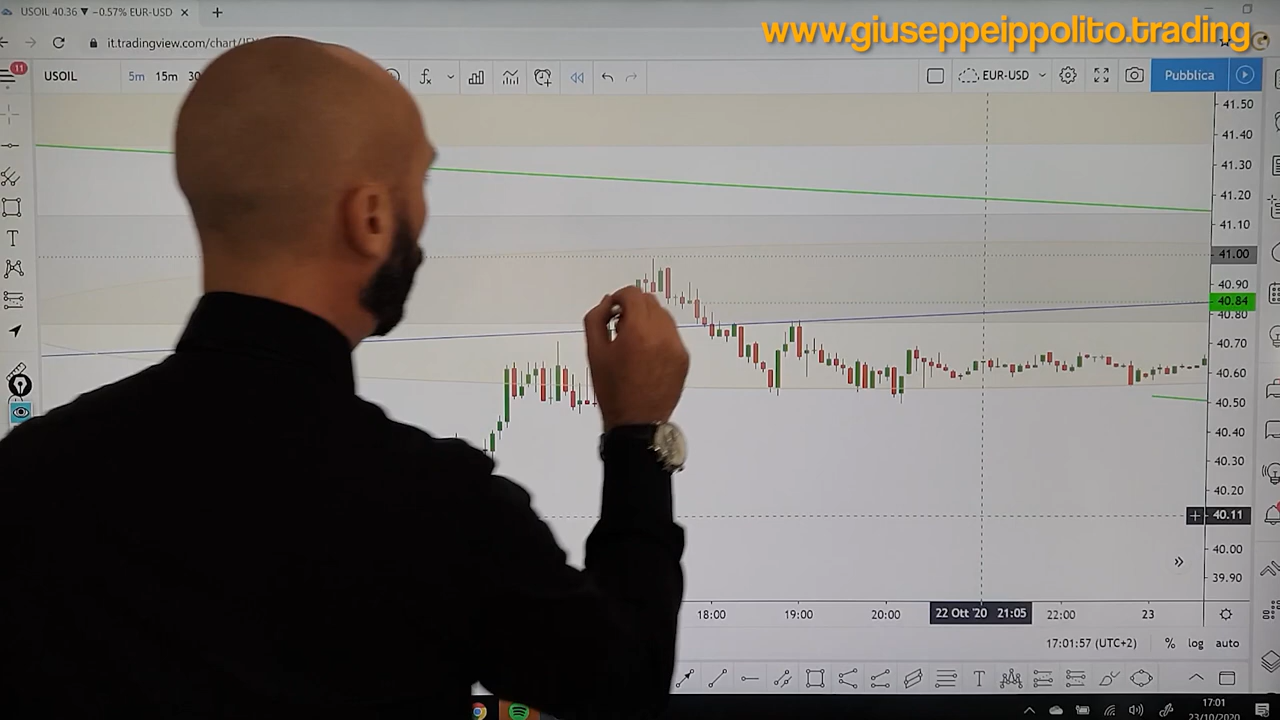 USOIL 40.36 ▼ −0.57% EUR-USD
www.giuseppeippolito.trading
it.tradingview.com/chart/
11
USOIL 5m 15m 30
EUR-USD
Pubblica
41.50
41.40
41.30
41.20
41.10
41.00
40.90
40.84
40.80
40.70
40.60
40.50
40.40
40.30
40.20
40.11
40.00
39.90
18:00 19:00 20:00 22 Ott '20 21:05 22:00 23
17:01:57 (UTC+2) % log auto
17:01
23/10/2020